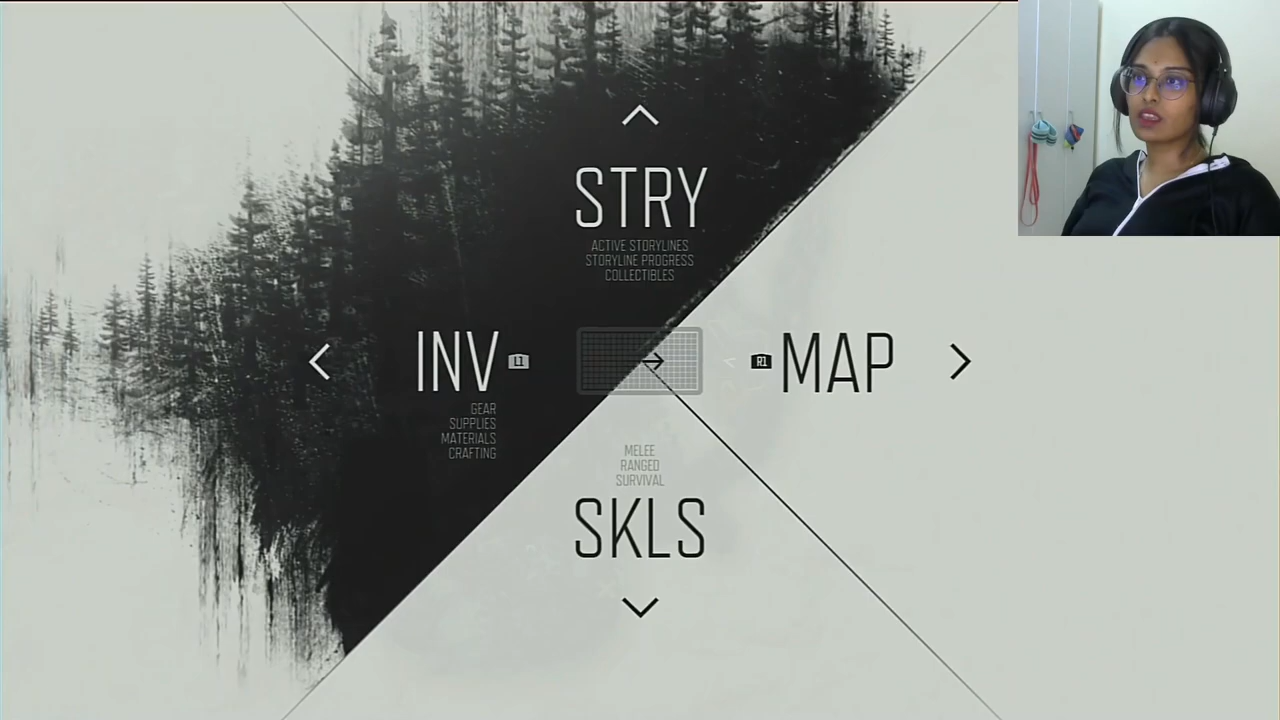 STRY
ACTIVE STORYLINES
STORYLINE PROGRESS
COLLECTIBLES
INV L1
R1 MAP
GEAR
SUPPLIES
MATERIALS
CRAFTING
MELEE
RANGED
SURVIVAL
SKLS